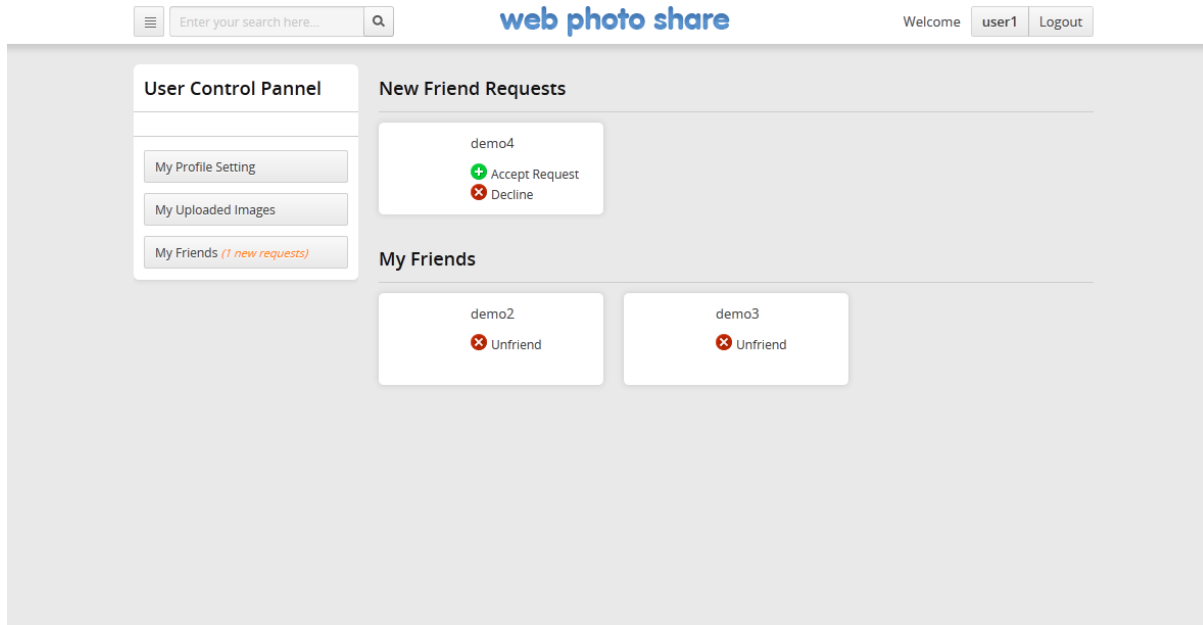 Enter your search here...
web photo share
Welcome user1 Logout
User Control Pannel
My Profile Setting
My Uploaded Images
My Friends (1 new requests)
New Friend Requests
demo4
Accept Request
Decline
My Friends
demo2
Unfriend
demo3
Unfriend